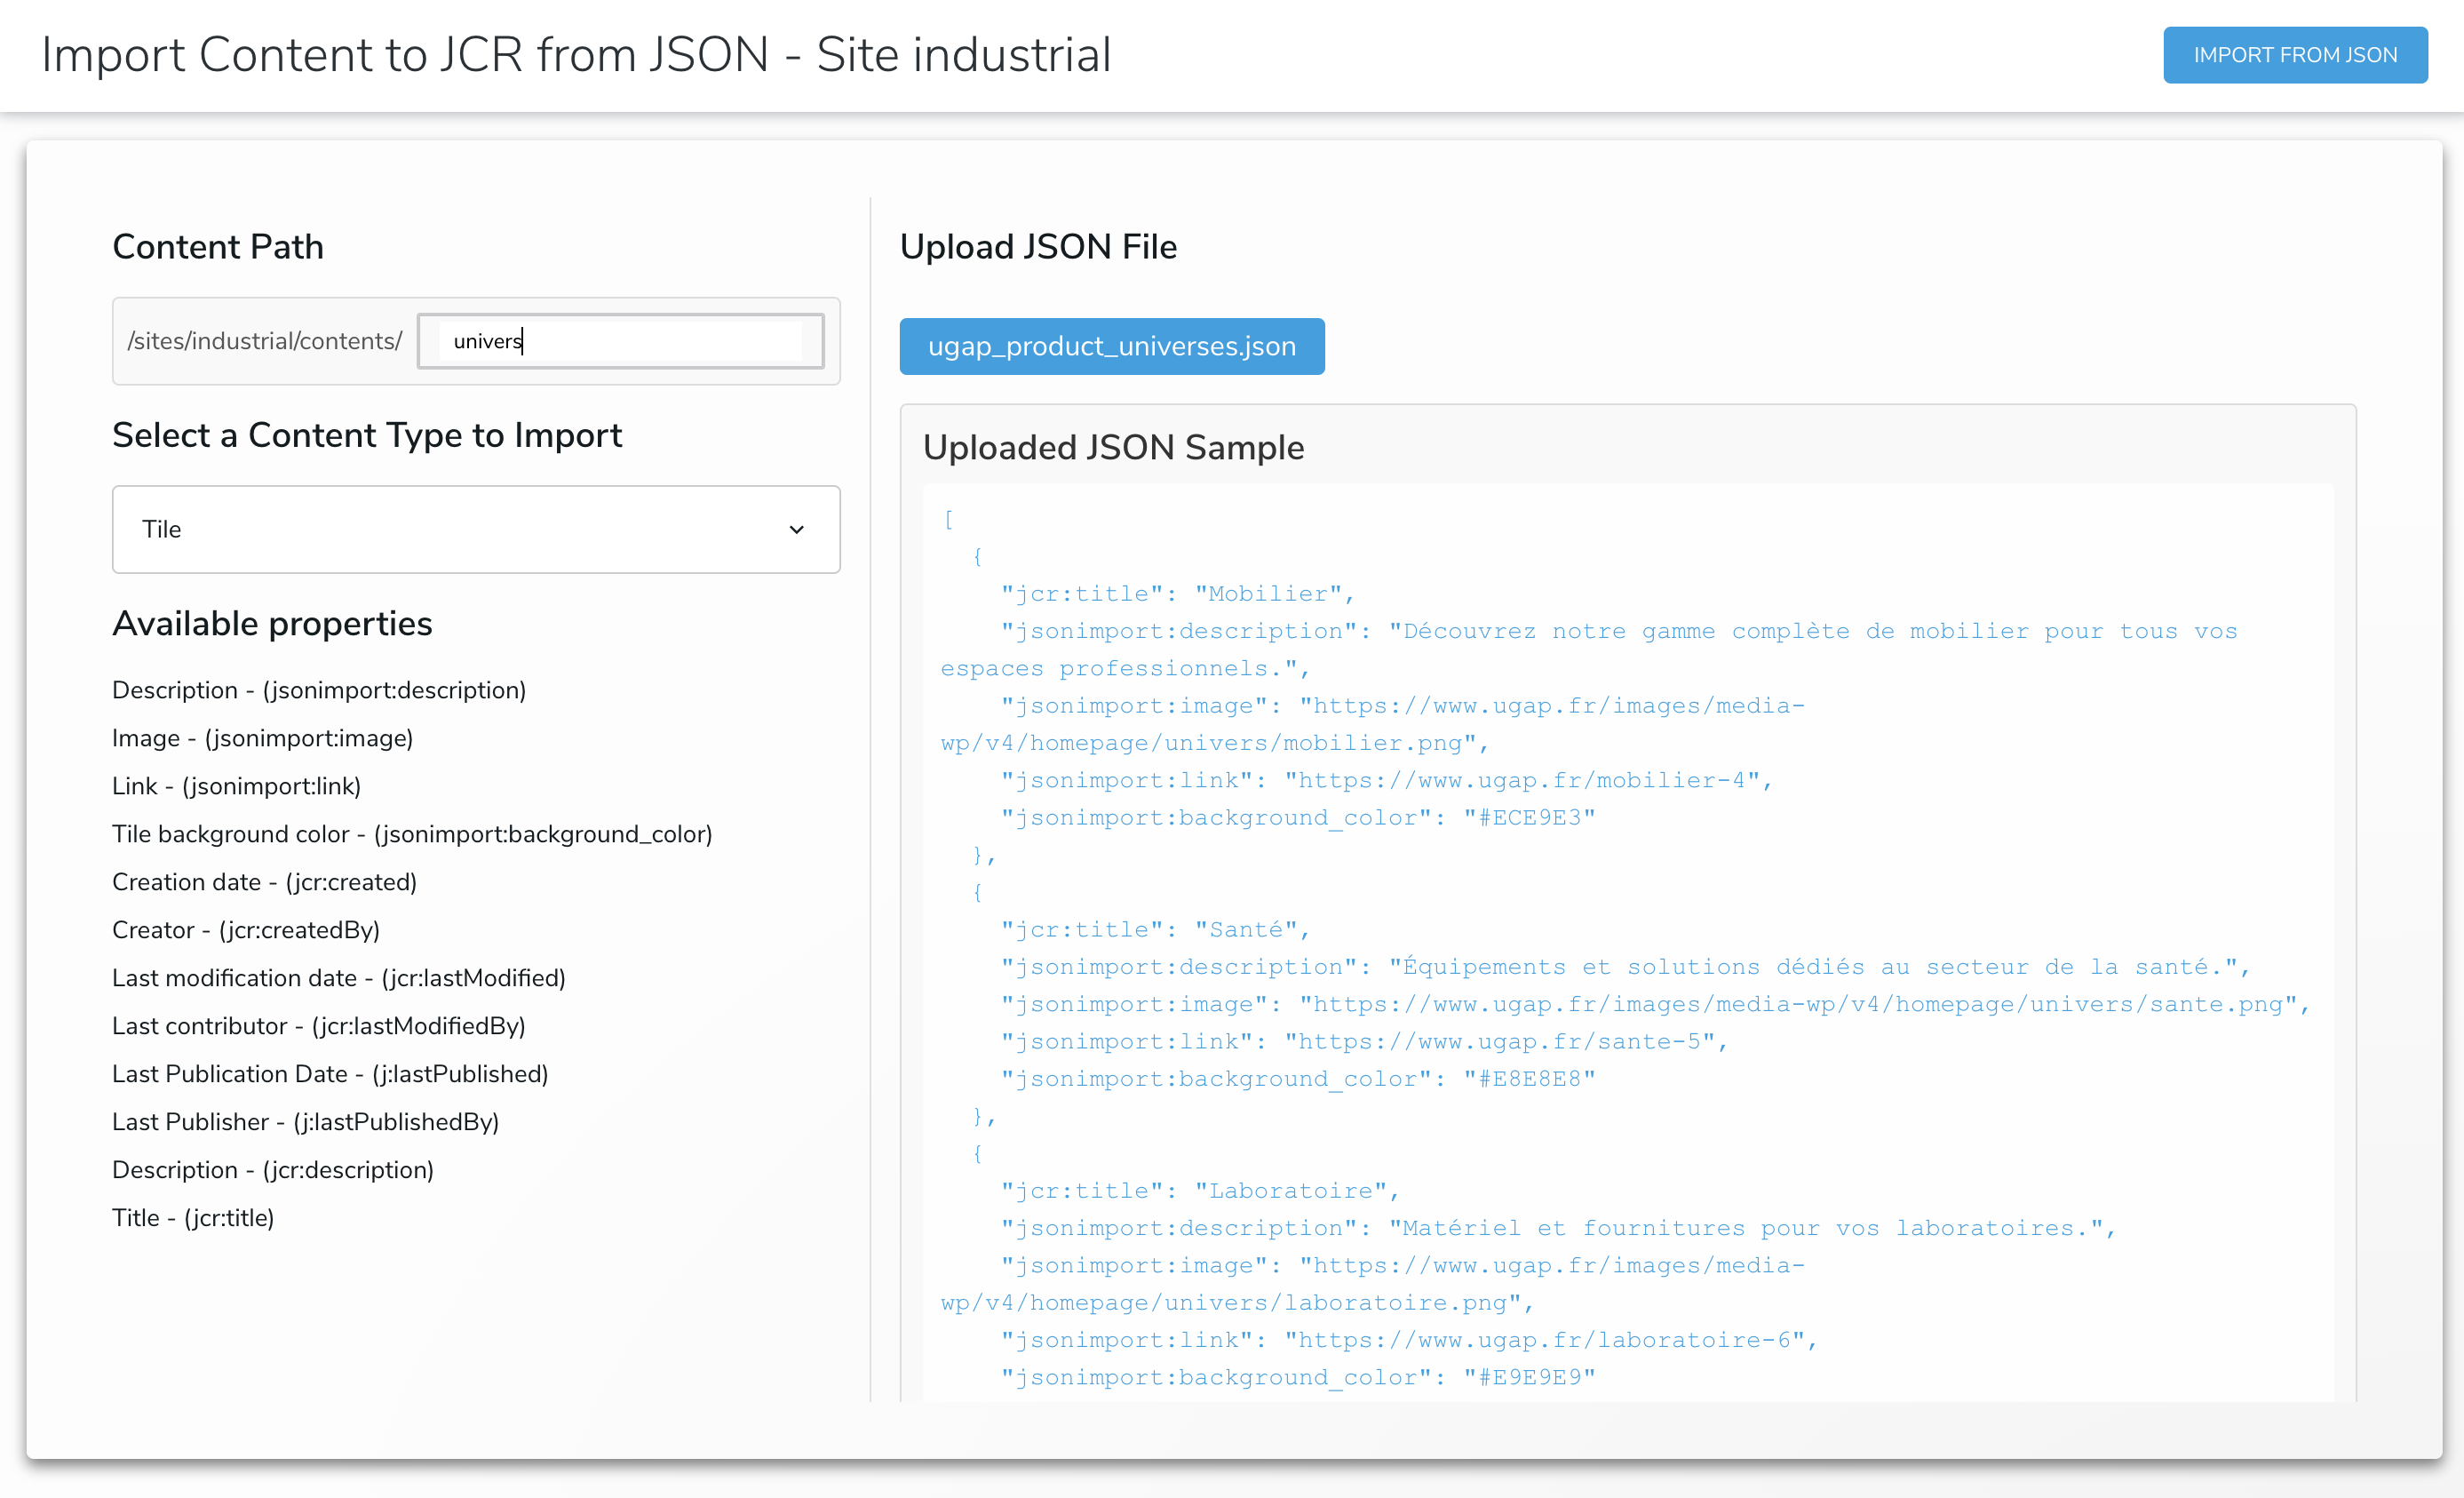 Import Content to JCR from JSON - Site industrial
IMPORT FROM JSON
Content Path
/sites/industrial/contents/
univers
Select a Content Type to Import
Tile
Available properties
Description - (jsonimport:description)
Image - (jsonimport:image)
Link - (jsonimport:link)
Tile background color - (jsonimport:background_color)
Creation date - (jcr:created)
Creator - (jcr:createdBy)
Last modification date - (jcr:lastModified)
Last contributor - (jcr:lastModifiedBy)
Last Publication Date - (j:lastPublished)
Last Publisher - (j:lastPublishedBy)
Description - (jcr:description)
Title - (jcr:title)
Upload JSON File
ugap_product_universes.json
Uploaded JSON Sample
[
  {
    "jcr:title": "Mobilier",
    "jsonimport:description": "Découvrez notre gamme complète de mobilier pour tous vos
espaces professionnels.",
    "jsonimport:image": "https://www.ugap.fr/images/media-
wp/v4/homepage/univers/mobilier.png",
    "jsonimport:link": "https://www.ugap.fr/mobilier-4",
    "jsonimport:background_color": "#ECE9E3"
  },
  {
    "jcr:title": "Santé",
    "jsonimport:description": "Équipements et solutions dédiés au secteur de la santé.",
    "jsonimport:image": "https://www.ugap.fr/images/media-wp/v4/homepage/univers/sante.png",
    "jsonimport:link": "https://www.ugap.fr/sante-5",
    "jsonimport:background_color": "#E8E8E8"
  },
  {
    "jcr:title": "Laboratoire",
    "jsonimport:description": "Matériel et fournitures pour vos laboratoires.",
    "jsonimport:image": "https://www.ugap.fr/images/media-
wp/v4/homepage/univers/laboratoire.png",
    "jsonimport:link": "https://www.ugap.fr/laboratoire-6",
    "jsonimport:background_color": "#E9E9E9"